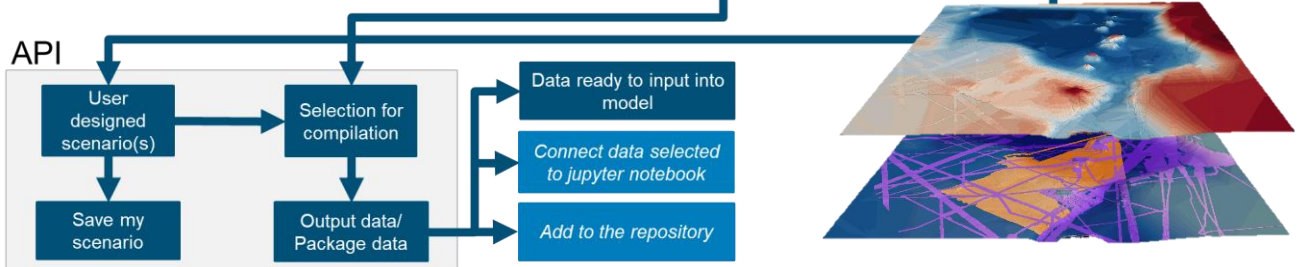 API
User
designed
scenario(s)
Selection for
compilation
Save my
scenario
Output data/
Package data
Data ready to input into
model
Connect data selected
to jupyter notebook
Add to the repository